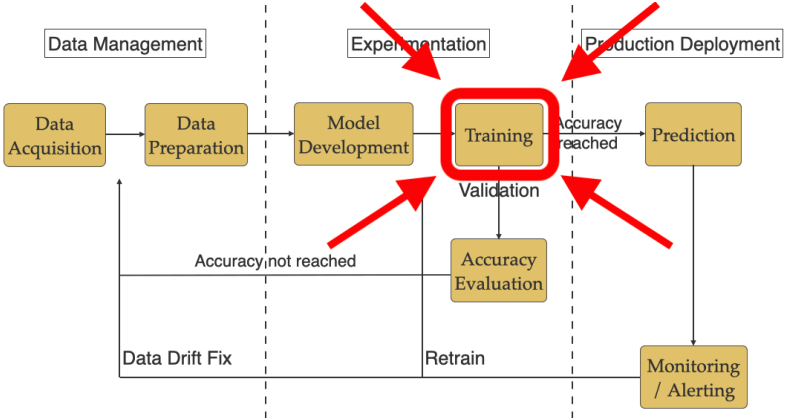 Data Management
Experimentation
Production Deployment
Data
Acquisition
Data
Preparation
Model
Development
Training
Accuracy
reached
Prediction
Validation
Accuracy not reached
Accuracy
Evaluation
Data Drift Fix
Retrain
Monitoring
/ Alerting